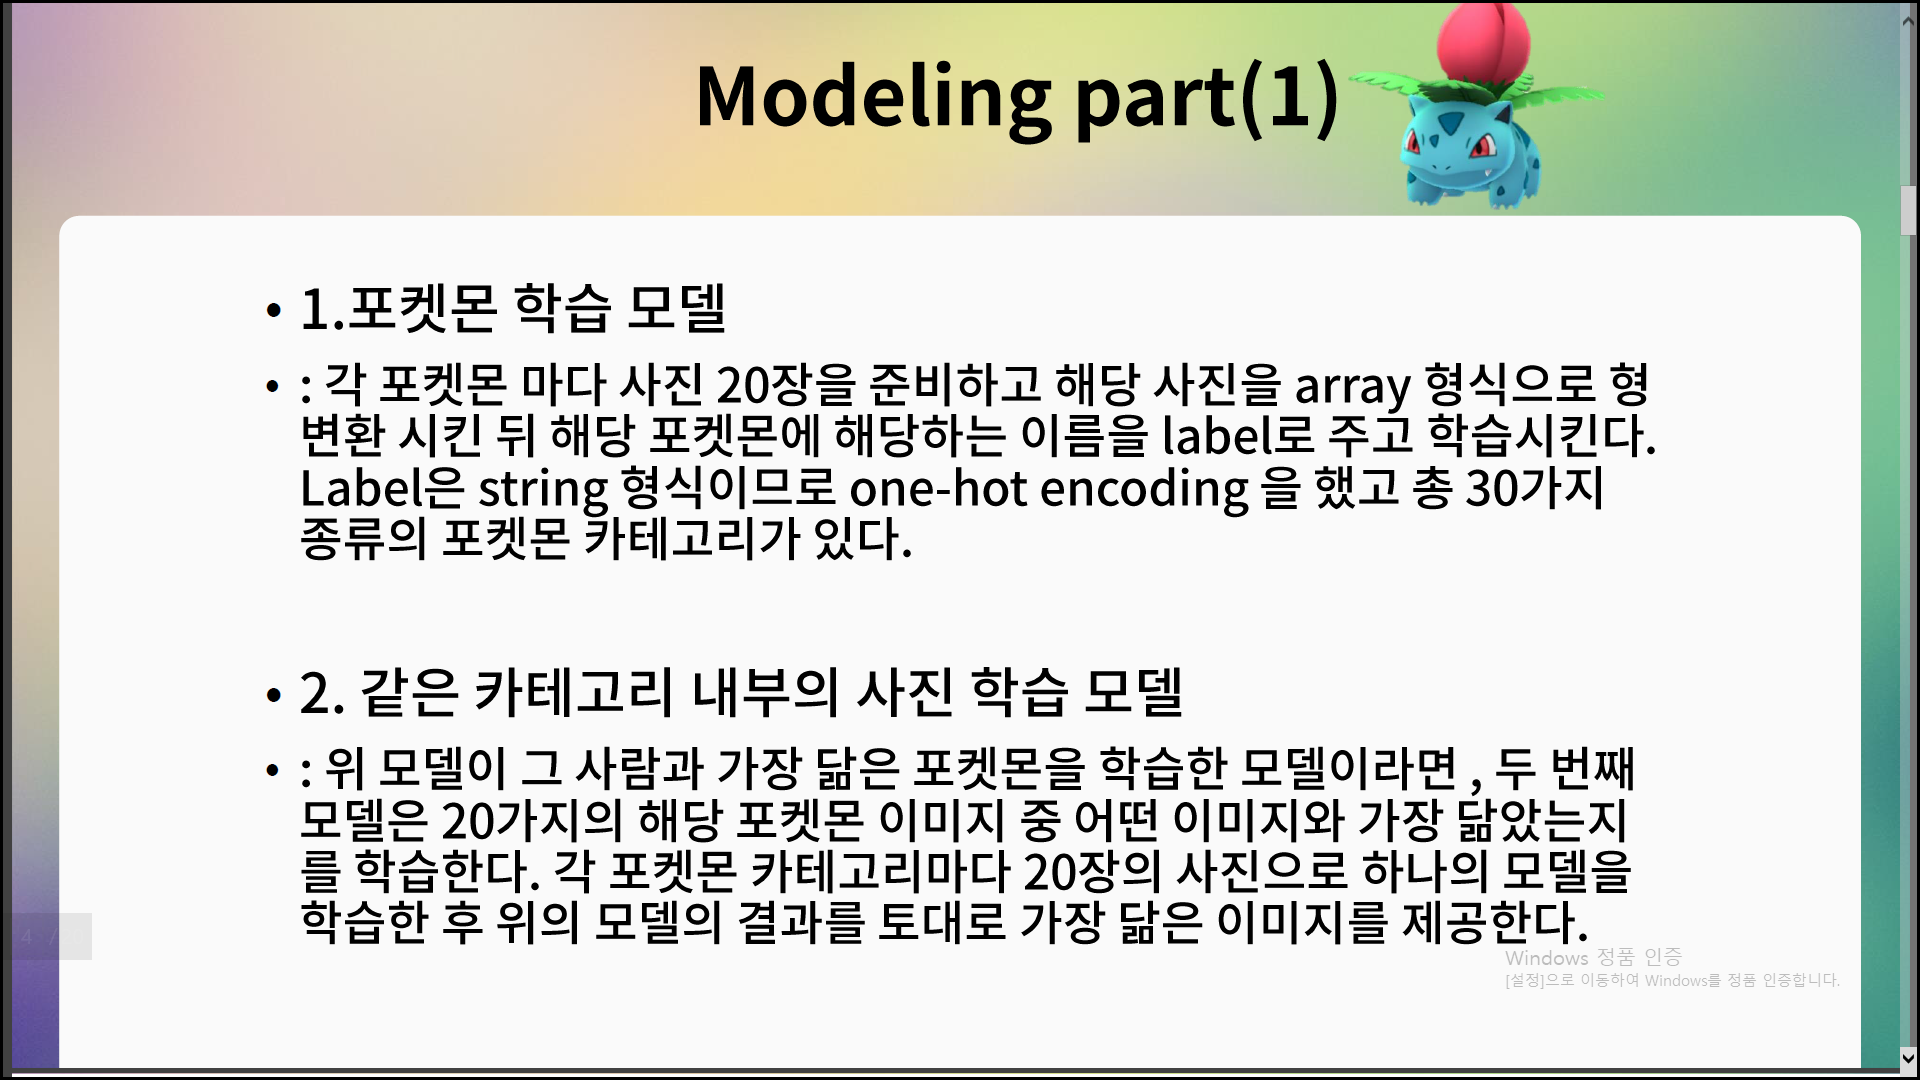 Modeling part(1)
• 1.포켓몬 학습 모델
• : 각 포켓몬 마다 사진 20장을 준비하고 해당 사진을 array 형식으로 형
변환 시킨 뒤 해당 포켓몬에 해당하는 이름을 label로 주고 학습시킨다.
Label은 string 형식이므로 one-hot encoding 을 했고 총 30가지
종류의 포켓몬 카테고리가 있다.
• 2. 같은 카테고리 내부의 사진 학습 모델
• : 위 모델이 그 사람과 가장 닮은 포켓몬을 학습한 모델이라면 , 두 번째
모델은 20가지의 해당 포켓몬 이미지 중 어떤 이미지와 가장 닮았는지
를 학습한다. 각 포켓몬 카테고리마다 20장의 사진으로 하나의 모델을
학습한 후 위의 모델의 결과를 토대로 가장 닮은 이미지를 제공한다.
4 /
Windows 정품 인증
[설정]으로 이동하여 Windows를 정품 인증합니다.